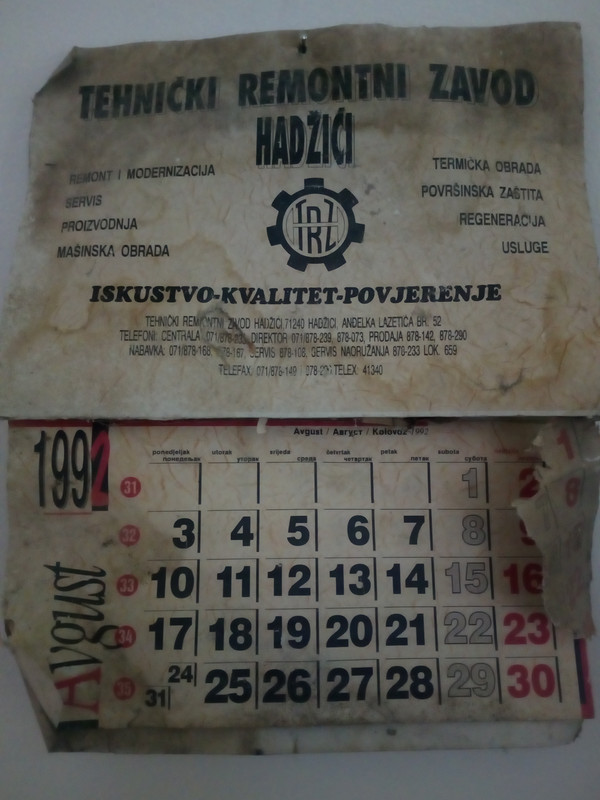 TEHNIČKI REMONTNI ZAVOD
HADŽIĆI
REMONT I MODERNIZACIJA
SERVIS
PROIZVODNJA
MAŠINSKA OBRADA
TRZ
TERMIČKA OBRADA
POVRŠINSKA ZAŠTITA
REGENERACIJA
USLUGE
ISKUSTVO-KVALITET-POVJERENJE
TEHNIČKI REMONTNI ZAVOD HADŽIĆI 71240 HADŽIĆI, ANĐELKA LAZETIĆA BR. 52
TELEFONI: CENTRALA DIREKTOR 071/878-239, 878-073, PRODAJA 878-142, 878-290
NABAVKA, 071/878-168, SERVIS 878-108, SERVIS NAORUŽANJA 878-233 LOK. 659
TELEFAX, 071/878-149 TELEX: 41340
Avgust / Август / Kolovoz 1992
1992
Avgust
ponedjeljak utorak srijeda četvrtak petak subota
понедељак уторак среда четвртак петак субота
31 1 2
32 3 4 5 6 7 8 9
33 10 11 12 13 14 15 16
34 17 18 19 20 21 22 23
35 24 31 25 26 27 28 29 30